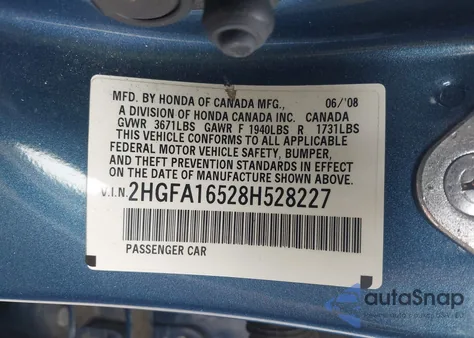 MFD. BY HONDA OF CANADA MFG., 06/'08
A DIVISION OF HONDA CANADA INC. CANADA
GVWR 3671LBS GAWR F 1940LBS R 1731LBS
THIS VEHICLE CONFORMS TO ALL APPLICABLE
FEDERAL MOTOR VEHICLE SAFETY, BUMPER,
AND THEFT PREVENTION STANDARDS IN EFFECT
ON THE DATE OF MANUFACTURE SHOWN ABOVE.
V.I.N. 2HGFA16528H528227
PASSENGER CAR
autoSnap